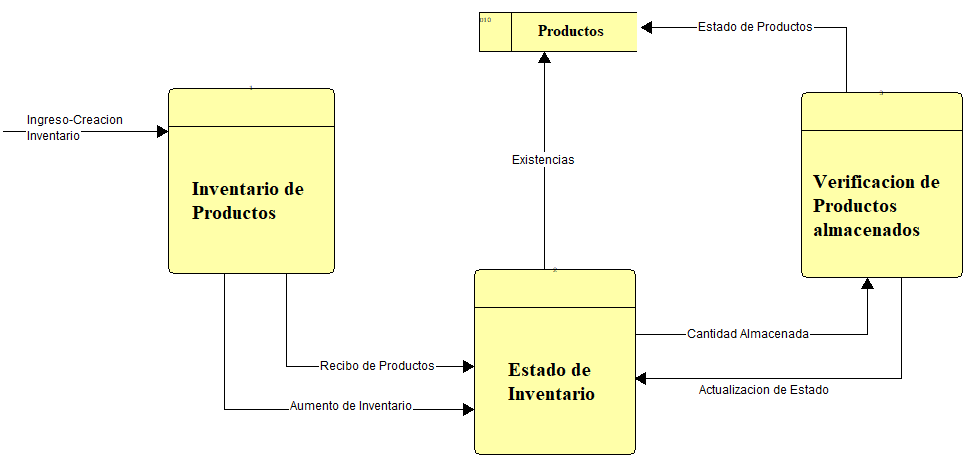 Productos
Estado de Productos
1
3
Ingreso-Creacion
Inventario
Inventario de
Productos
Existencias
Verificacion de
Productos
almacenados
2
Cantidad Almacenada
Recibo de Productos
Estado de
Inventario
Actualizacion de Estado
Aumento de Inventario